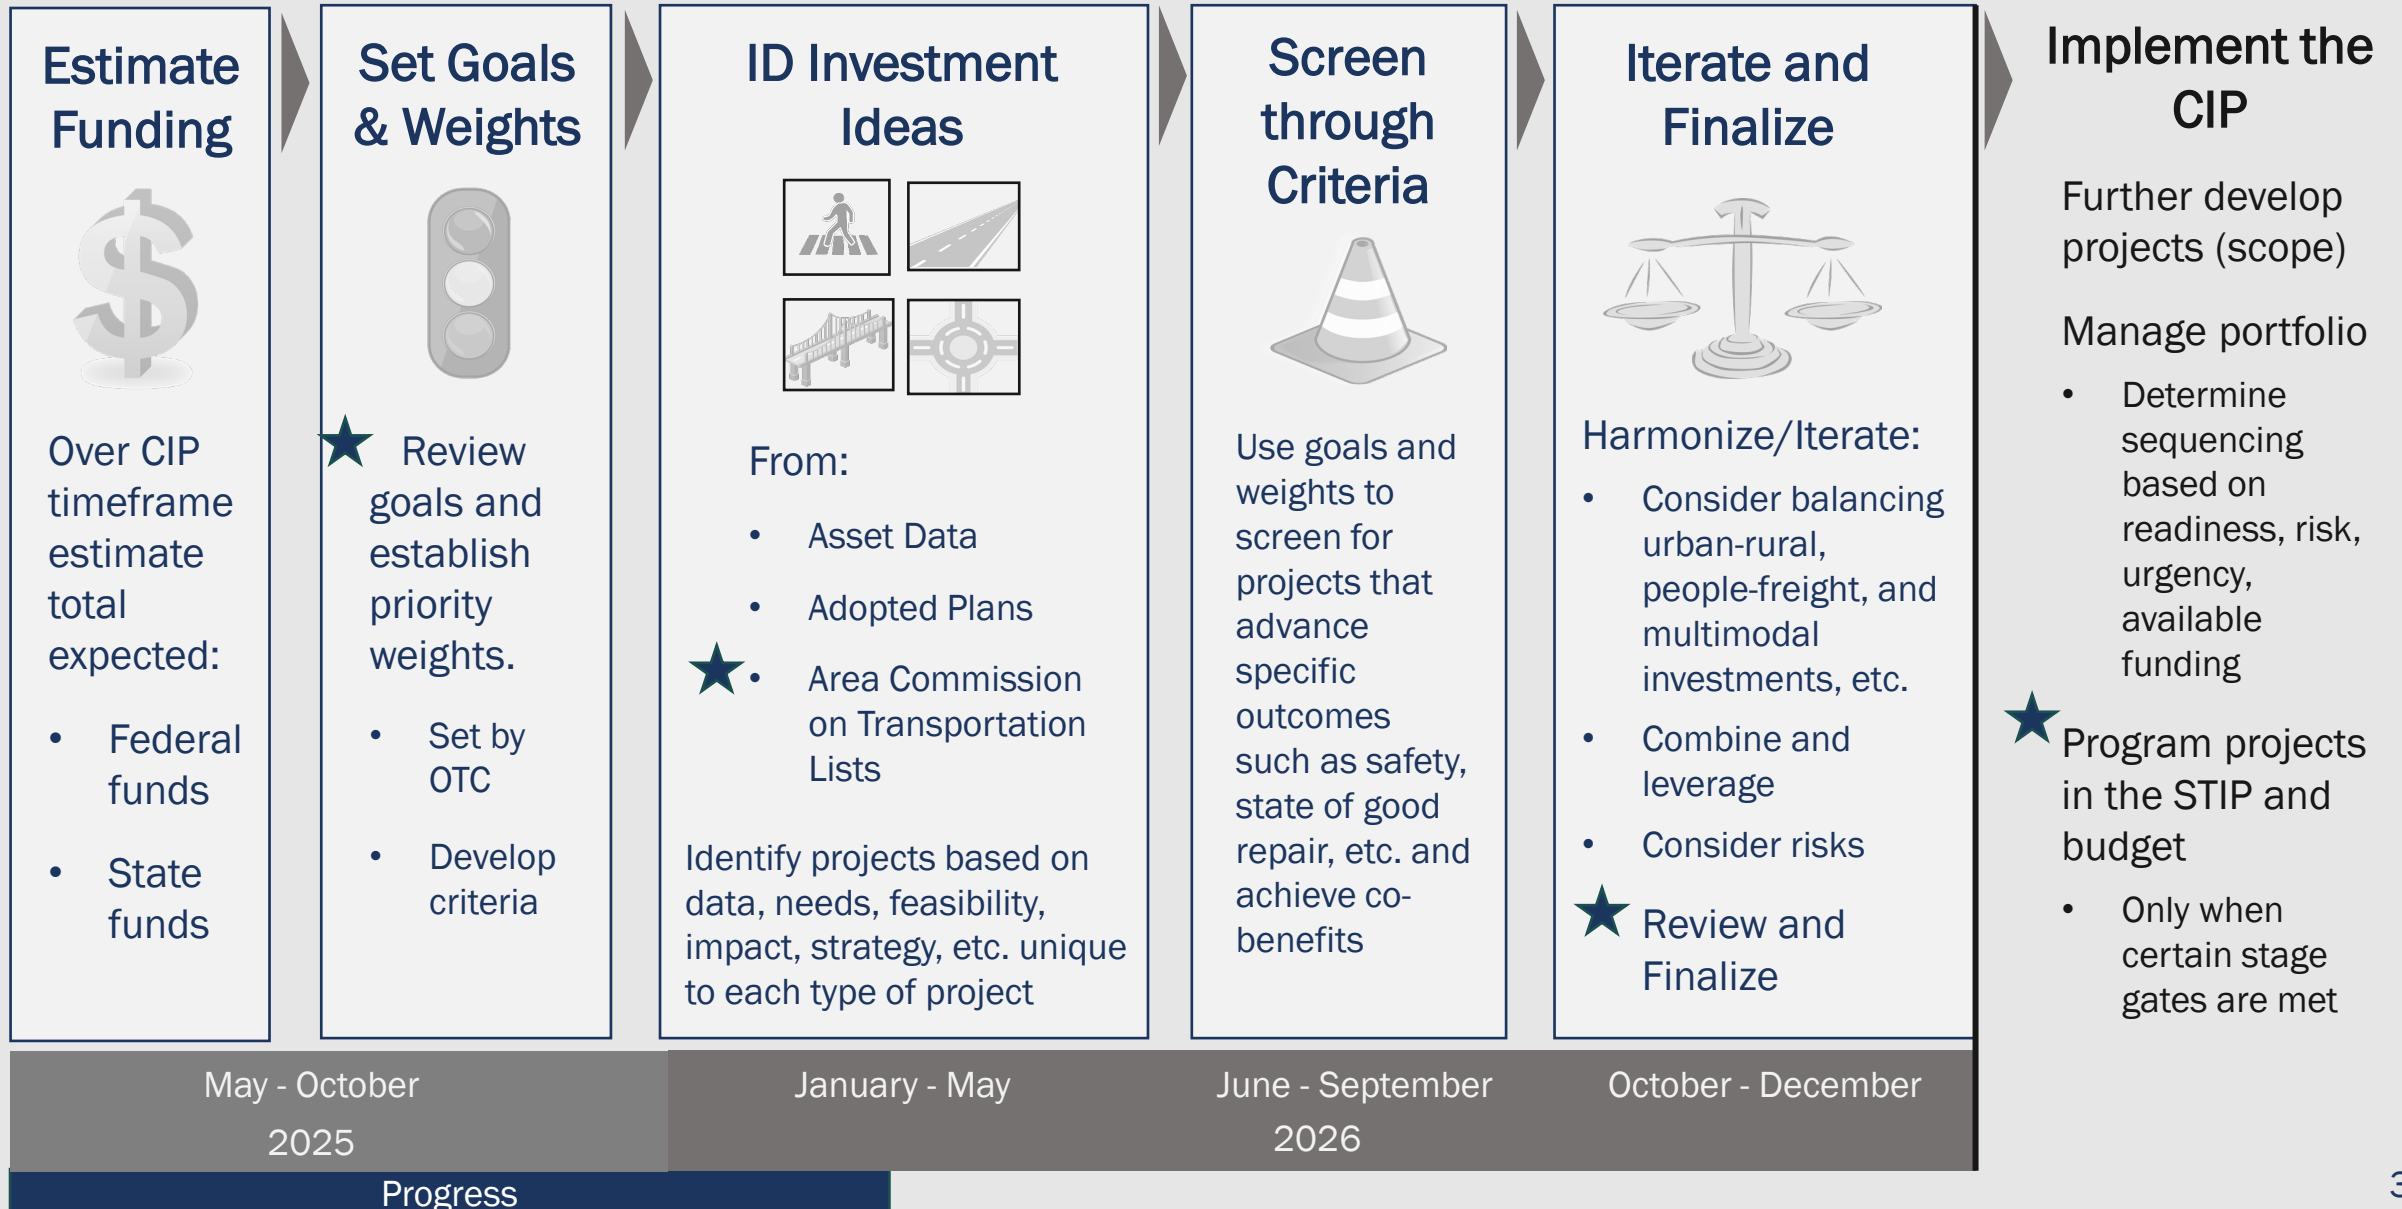 Estimate
Funding
Over CIP
timeframe
estimate
total
expected:
• Federal
funds
• State
funds
Set Goals
& Weights
Review
goals and
establish
priority
weights.
• Set by
OTC
• Develop
criteria
ID Investment
Ideas
From:
• Asset Data
• Adopted Plans
• Area Commission
on Transportation
Lists
Identify projects based on
data, needs, feasibility,
impact, strategy, etc. unique
to each type of project
Screen
through
Criteria
Use goals and
weights to
screen for
projects that
advance
specific
outcomes
such as safety,
state of good
repair, etc. and
achieve co-
benefits
Iterate and
Finalize
Harmonize/Iterate:
• Consider balancing
urban-rural,
people-freight, and
multimodal
investments, etc.
• Combine and
leverage
• Consider risks
Review and
Finalize
Implement the
CIP
Further develop
projects (scope)
Manage portfolio
• Determine
sequencing
based on
readiness, risk,
urgency,
available
funding
Program projects
in the STIP and
budget
• Only when
certain stage
gates are met
May - October
2025
January - May
June - September
October - December
2026
Progress
3